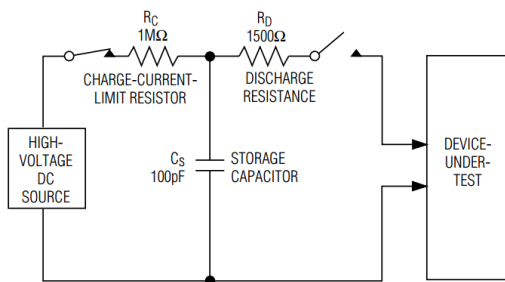 RC
1MΩ
CHARGE-CURRENT-
LIMIT RESISTOR
RD
1500Ω
DISCHARGE
RESISTANCE
HIGH-
VOLTAGE
DC
SOURCE
CS
100pF
STORAGE
CAPACITOR
DEVICE-
UNDER-
TEST